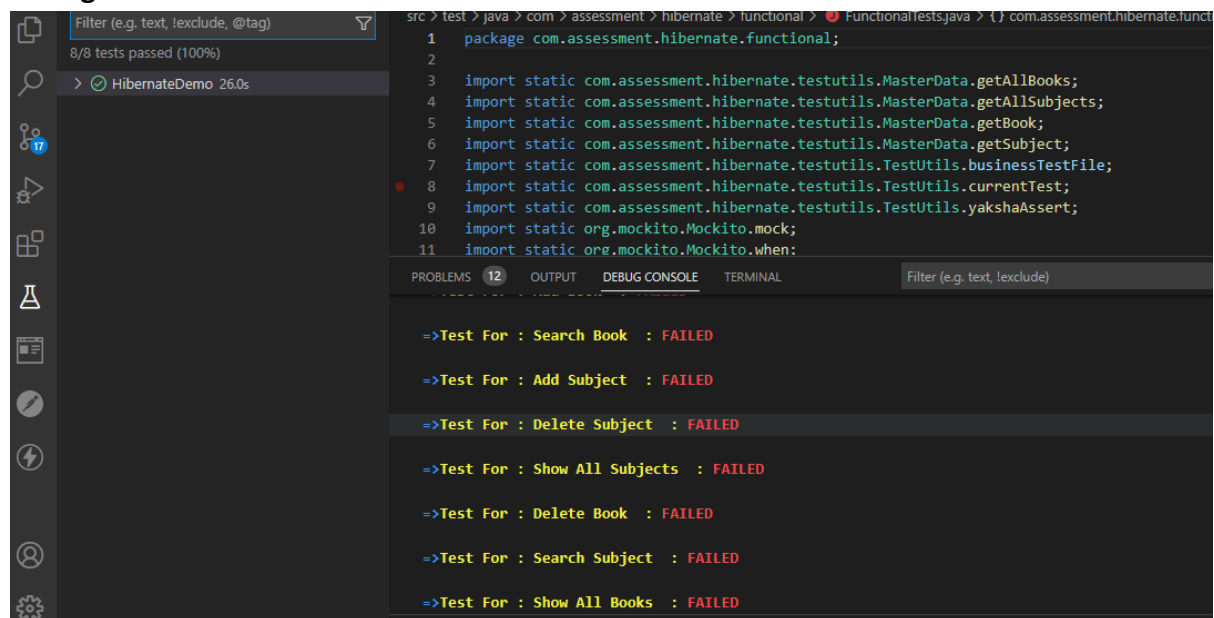 Filter (e.g. text, !exclude, @tag)
8/8 tests passed (100%)
HibernateDemo 26.0s
17
src > test > java > com > assessment > hibernate > functional > FunctionalTests.java > {} com.assessment.hibernate.functi
1 package com.assessment.hibernate.functional;
2
3 import static com.assessment.hibernate.testutils.MasterData.getAllBooks;
4 import static com.assessment.hibernate.testutils.MasterData.getAllSubjects;
5 import static com.assessment.hibernate.testutils.MasterData.getBook;
6 import static com.assessment.hibernate.testutils.MasterData.getSubject;
7 import static com.assessment.hibernate.testutils.TestUtils.businessTestFile;
8 import static com.assessment.hibernate.testutils.TestUtils.currentTest;
9 import static com.assessment.hibernate.testutils.TestUtils.yakshaAssert;
10 import static org.mockito.Mockito.mock;
11 import static org.mockito.Mockito.when;
PROBLEMS 12 OUTPUT DEBUG CONSOLE TERMINAL Filter (e.g. text, !exclude)
=>Test For : Search Book : FAILED
=>Test For : Add Subject : FAILED
=>Test For : Delete Subject : FAILED
=>Test For : Show All Subjects : FAILED
=>Test For : Delete Book : FAILED
=>Test For : Search Subject : FAILED
=>Test For : Show All Books : FAILED